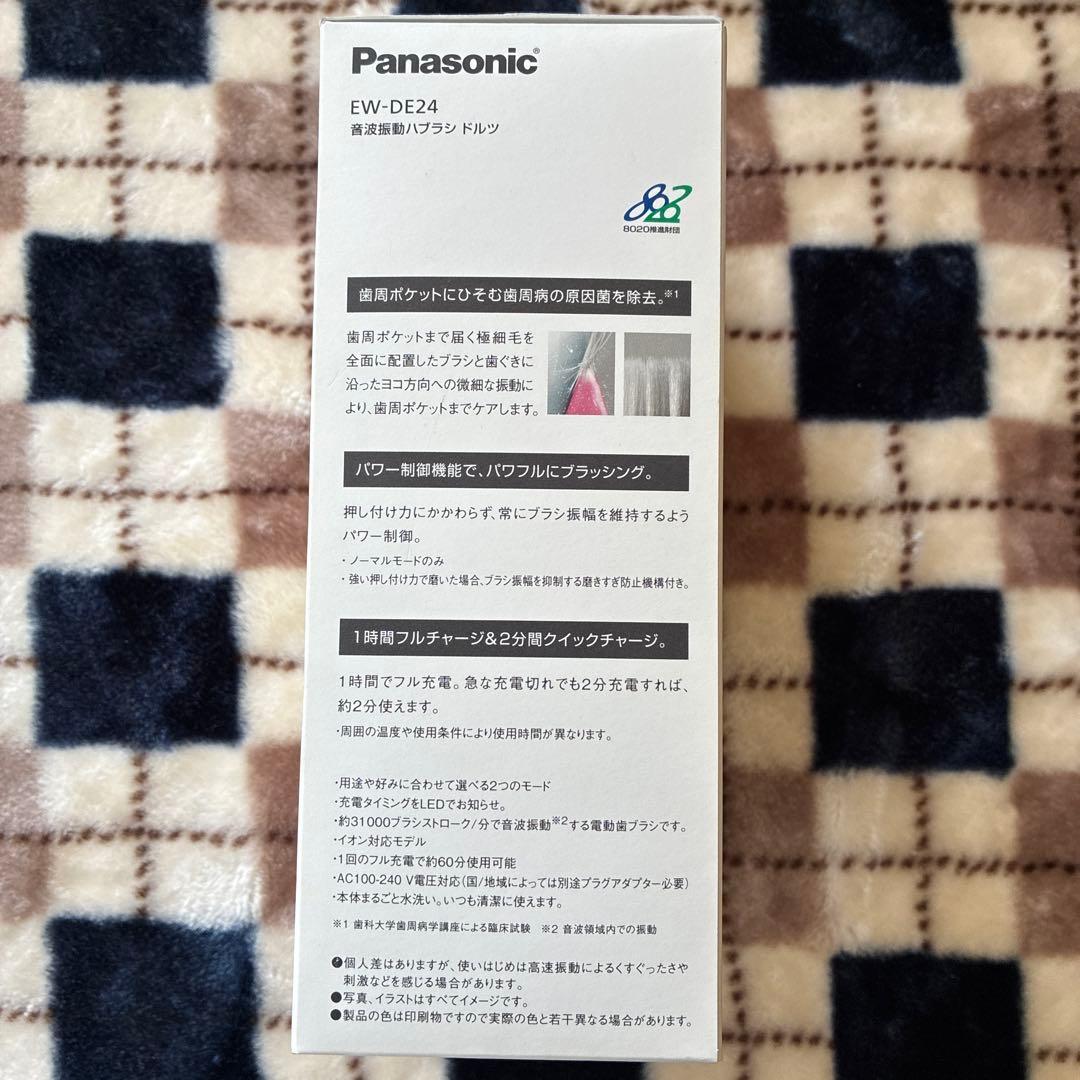 Panasonic®
EW-DE24
音波振動ハブラシ ドルツ
8020
8020推進財団
歯周ポケットにひそむ歯周病の原因菌を除去。※1
歯周ポケットまで届く極細毛を
全面に配置したブラシと歯ぐきに
沿ったヨコ方向への微細な振動に
より、歯周ポケットまでケアします。
パワー制御機能で、パワフルにブラッシング。
押し付け力にかかわらず、常にブラシ振幅を維持するよう
パワー制御。
・ノーマルモードのみ
・強い押し付け力で磨いた場合、ブラシ振幅を抑制する磨きすぎ防止機構付き。
1時間フルチャージ&2分間クイックチャージ。
1時間でフル充電。急な充電切れでも2分充電すれば、
約2分使えます。
・周囲の温度や使用条件により使用時間が異なります。
・用途や好みに合わせて選べる2つのモード
・充電タイミングをLEDでお知らせ。
・約31000ブラシストローク/分で音波振動※2する電動歯ブラシです。
・イオン対応モデル
・1回のフル充電で約60分使用可能
・AC100-240 V電圧対応(国/地域によっては別途プラグアダプター必要)
・本体まるごと水洗い。いつも清潔に使えます。
※1 歯科大学歯周病学講座による臨床試験 ※2 音波領域内での振動
●個人差はありますが、使いはじめは高速振動によるくすぐったさや
刺激などを感じる場合があります。
●写真、イラストはすべてイメージです。
●製品の色は印刷物ですので実際の色と若干異なる場合があります。